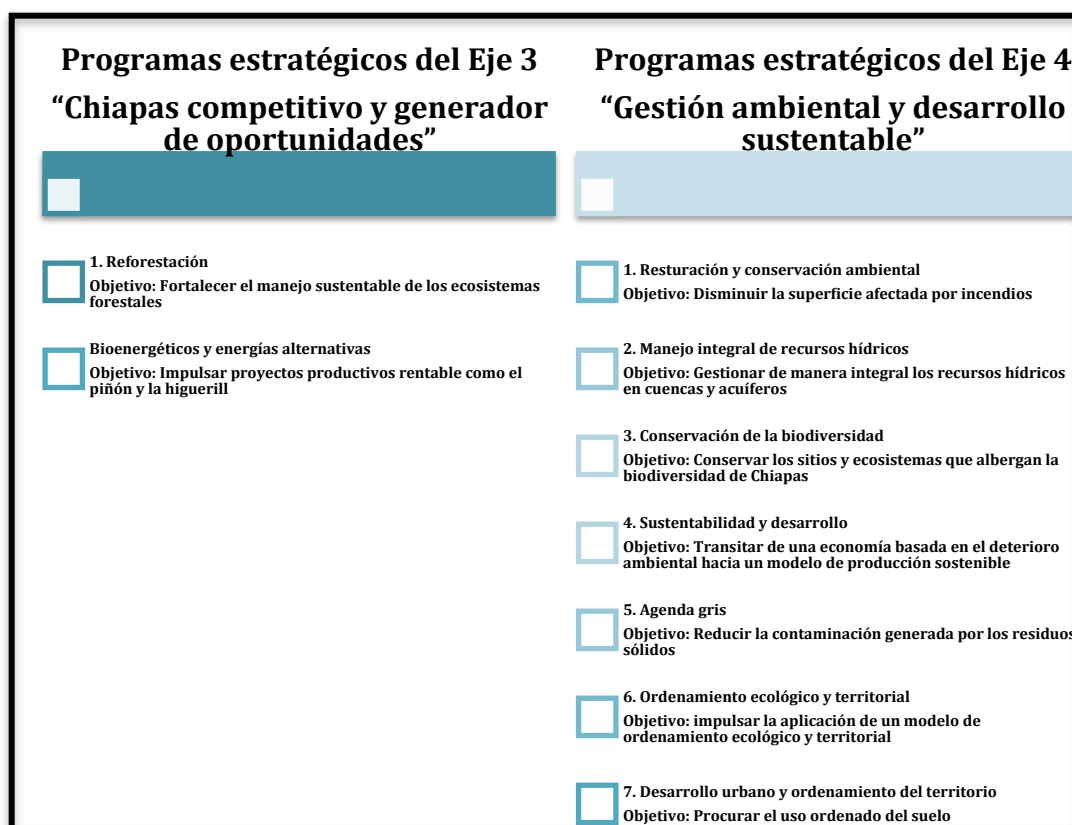 Programas estratégicos del Eje 3
“Chiapas competitivo y generador
de oportunidades”
1. Reforestación
Objetivo: Fortalecer el manejo sustentable de los ecosistemas
forestales
Bioenergéticos y energías alternativas
Objetivo: Impulsar proyectos productivos rentable como el
piñón y la higuerill
Programas estratégicos del Eje 4
“Gestión ambiental y desarrollo
sustentable”
1. Resturación y conservación ambiental
Objetivo: Disminuir la superficie afectada por incendios
2. Manejo integral de recursos hídricos
Objetivo: Gestionar de manera integral los recursos hídricos
en cuencas y acuíferos
3. Conservación de la biodiversidad
Objetivo: Conservar los sitios y ecosistemas que albergan la
biodiversidad de Chiapas
4. Sustentabilidad y desarrollo
Objetivo: Transitar de una economía basada en el deterioro
ambiental hacia un modelo de producción sostenible
5. Agenda gris
Objetivo: Reducir la contaminación generada por los residuos
sólidos
6. Ordenamiento ecológico y territorial
Objetivo: impulsar la aplicación de un modelo de
ordenamiento ecológico y territorial
7. Desarrollo urbano y ordenamiento del territorio
Objetivo: Procurar el uso ordenado del suelo